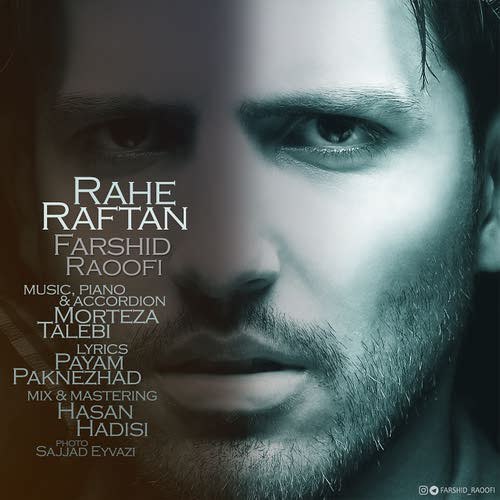 RAHE
RAFTAN
FARSHID
RAOOFI
MUSIC, PIANO
& ACCORDION
MORTEZA
TALEBI
LYRICS
PAYAM
PAKNEZHAD
MIX & MASTERING
HASAN
HADISI
PHOTO
SAJJAD EYVAZI
FARSHID_RAOOFI